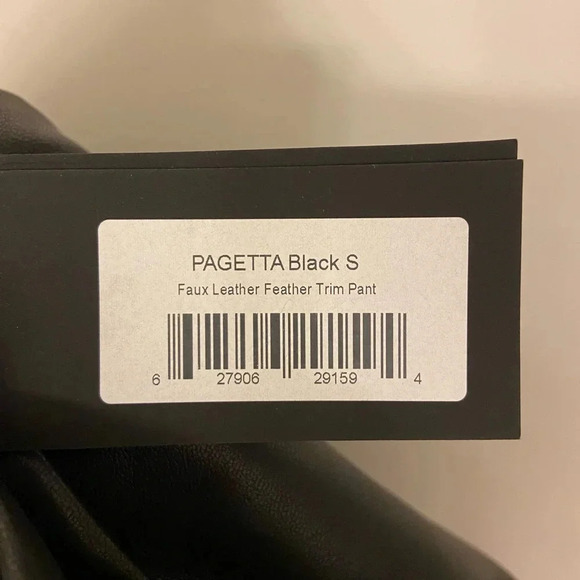 PAGETTA Black S
Faux Leather Feather Trim Pant
6 27906 29159 4